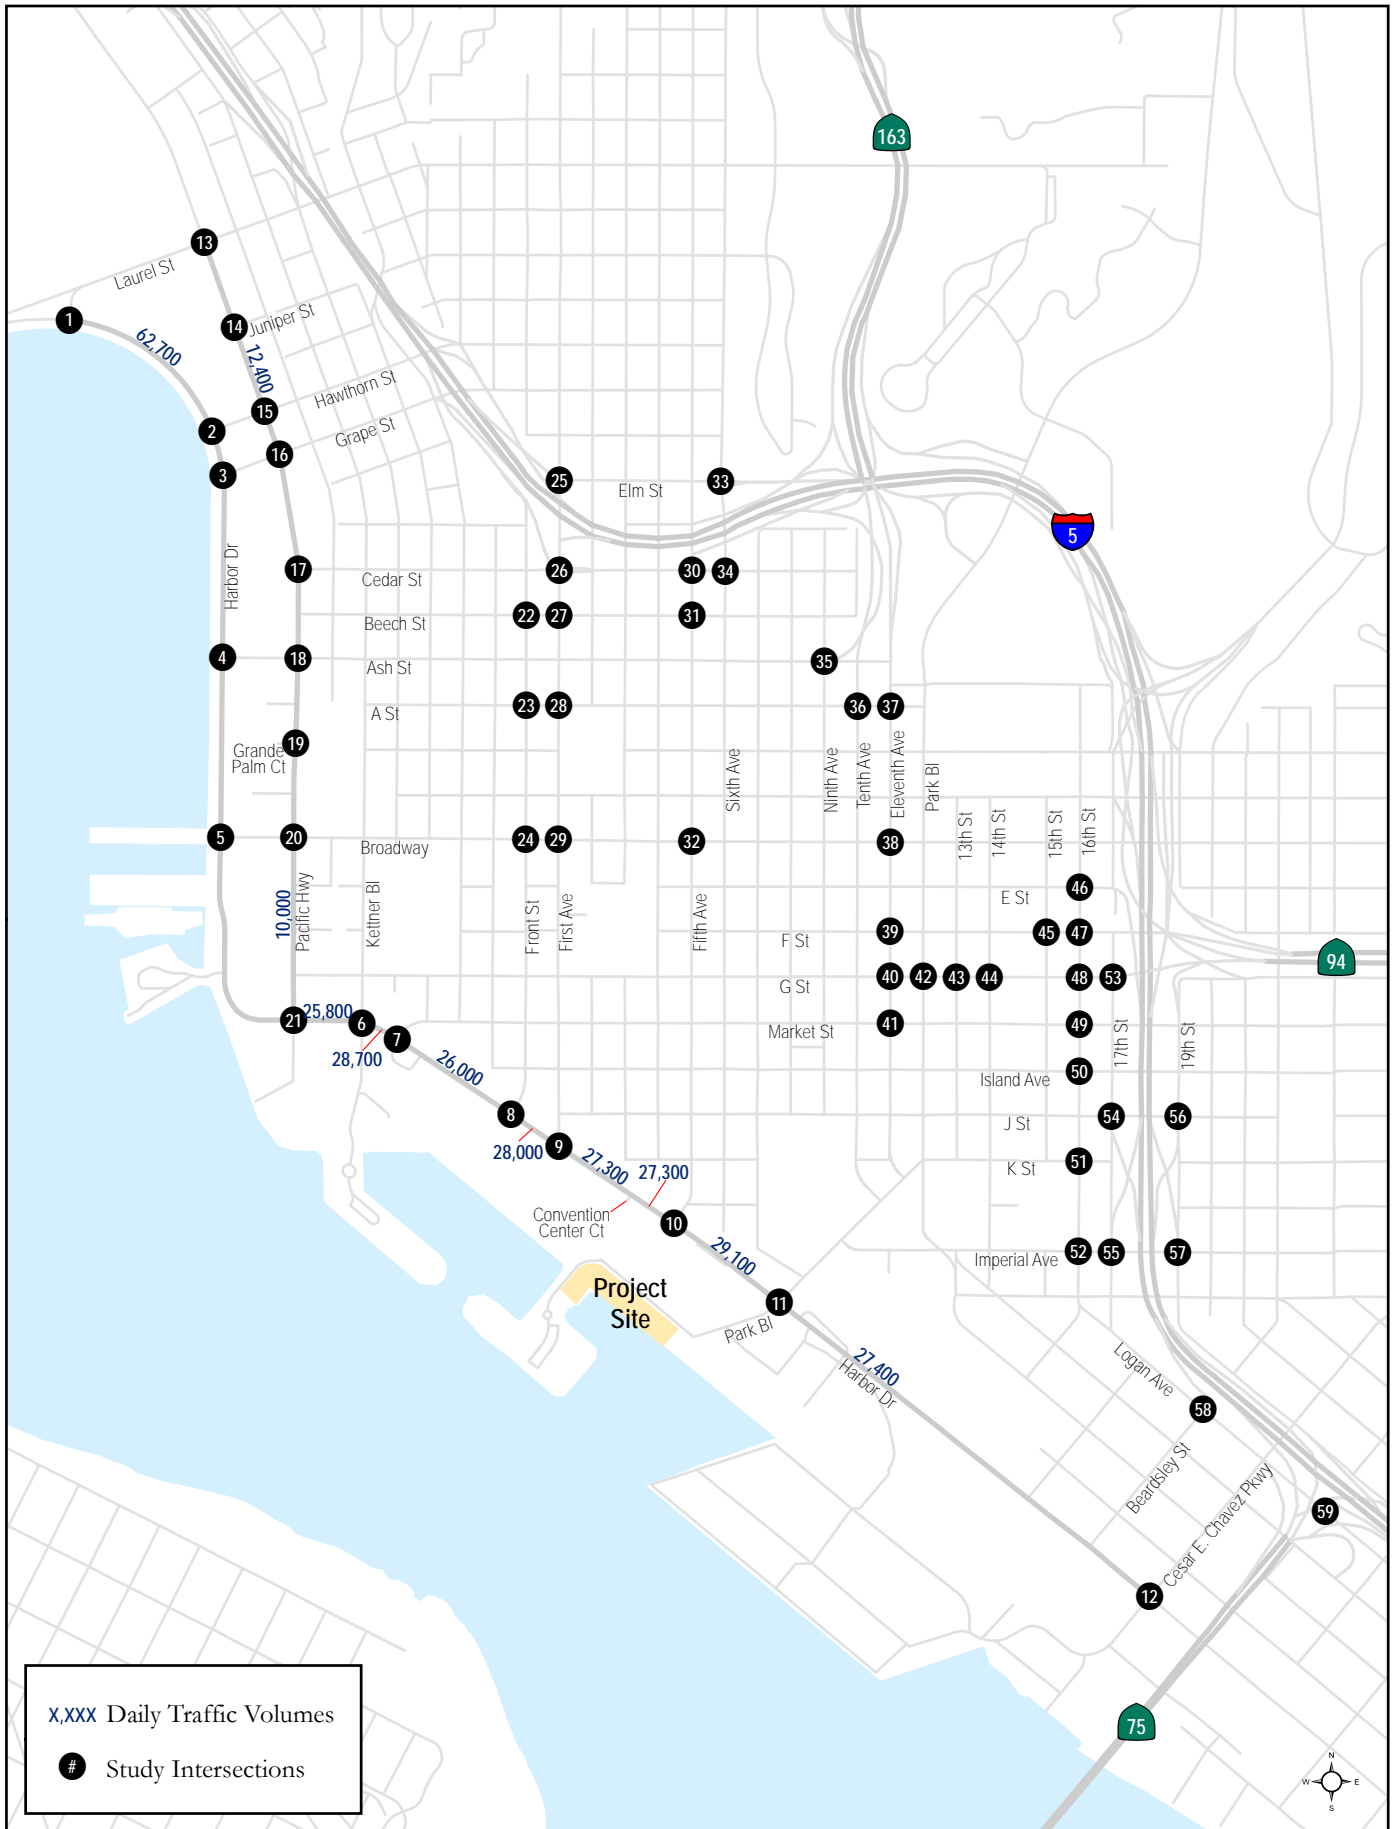 163
13
Laurel St
1
14
Juniper St
62,700
12,400
Hawthorn St
15
2
Grape St
16
3
25
Elm St
33
5
Harbor Dr
17
Cedar St
26
30
34
22
27
31
Beech St
4
18
Ash St
35
23
28
A St
36
37
19
Grande
Palm Ct
Sixth Ave
Ninth Ave
Tenth Ave
Eleventh Ave
Park Bl
13th St
14th St
15th St
16th St
5
20
Broadway
24
29
32
38
46
E St
10,000
Pacific Hwy
Kettner Bl
Front St
First Ave
Fifth Ave
39
F St
45
47
94
40
42
43
44
48
53
G St
21
25,800
6
41
Market St
49
7
28,700
26,000
17th St
19th St
50
Island Ave
8
54
56
J St
28,000
9
27,300
27,300
51
K St
Convention
Center Ct
10
29,100
52
55
57
Imperial Ave
Project
Site
11
Park Bl
27,400
Harbor Dr
Logan Ave
58
Beardsley St
Cesar E. Chavez Pkwy
59
12
75
X,XXX Daily Traffic Volumes
# Study Intersections
N
W E
S